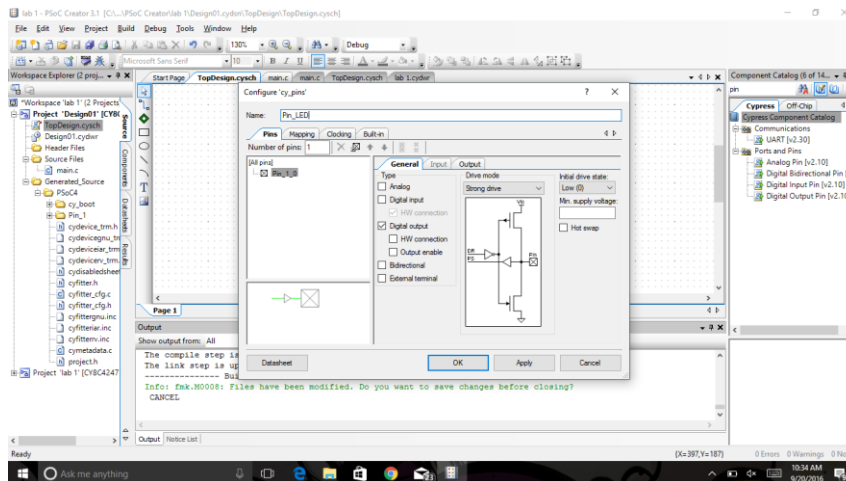 lab 1 - PSoC Creator 3.1 [C:\...\PSoC Creator\lab 1\Design01.cydsn\TopDesign\TopDesign.cysch]
File Edit View Project Build Debug Tools Window Help
130% Debug
Microsoft Sans Serif 10 B I U
Workspace Explorer (2 proj...
Start Page TopDesign.cysch main.c main.c TopDesign.cysch lab 1.cydwr
Component Catalog (6 of 14...
"Workspace 'lab 1' (2 Projects
Project 'Design01' [CY8C
TopDesign.cysch
Design01.cydwr
Header Files
Source Files
main.c
Generated_Source
PSoC4
cy_boot
Pin_1
cydevice_trm.h
cydevicegnu_trm
cydeviceiar_trm
cydevicerv_trm.
cydisabledsheet
cyfitter.h
cyfitter_cfg.c
cyfitter_cfg.h
cyfittergnu.inc
cyfitteriar.inc
cyfitterrv.inc
cymetadata.c
project.h
Project 'lab 1' [CY8C4247
Source
Components
Datasheets
Results
Configure 'cy_pins' ?
Name: Pin_LED
Pins Mapping Clocking Built-in
Number of pins: 1
[All pins]
Pin_1_0
General Input Output
Type
Analog
Digital input
HW connection
Digital output
HW connection
Output enable
Bidirectional
External terminal
Drive mode
Strong drive
Pin
Initial drive state:
Low (0)
Min. supply voltage:
Hot swap
Datasheet OK Apply Cancel
pin
Cypress Off-Chip
Cypress Component Catalog
Communications
UART [v2.30]
Ports and Pins
Analog Pin [v2.10]
Digital Bidirectional Pin [
Digital Input Pin [v2.10]
Digital Output Pin [v2.10
Page 1
Output
Show output from: All
The compile step is
The link step is up
--------------- Bui
Info: fmk.M0008: Files have been modified. Do you want to save changes before closing?
CANCEL
Output Notice List
Ready {X=397,Y=187} 0 Errors 0 Warnings 0 No
Ask me anything
10:34 AM
9/20/2016